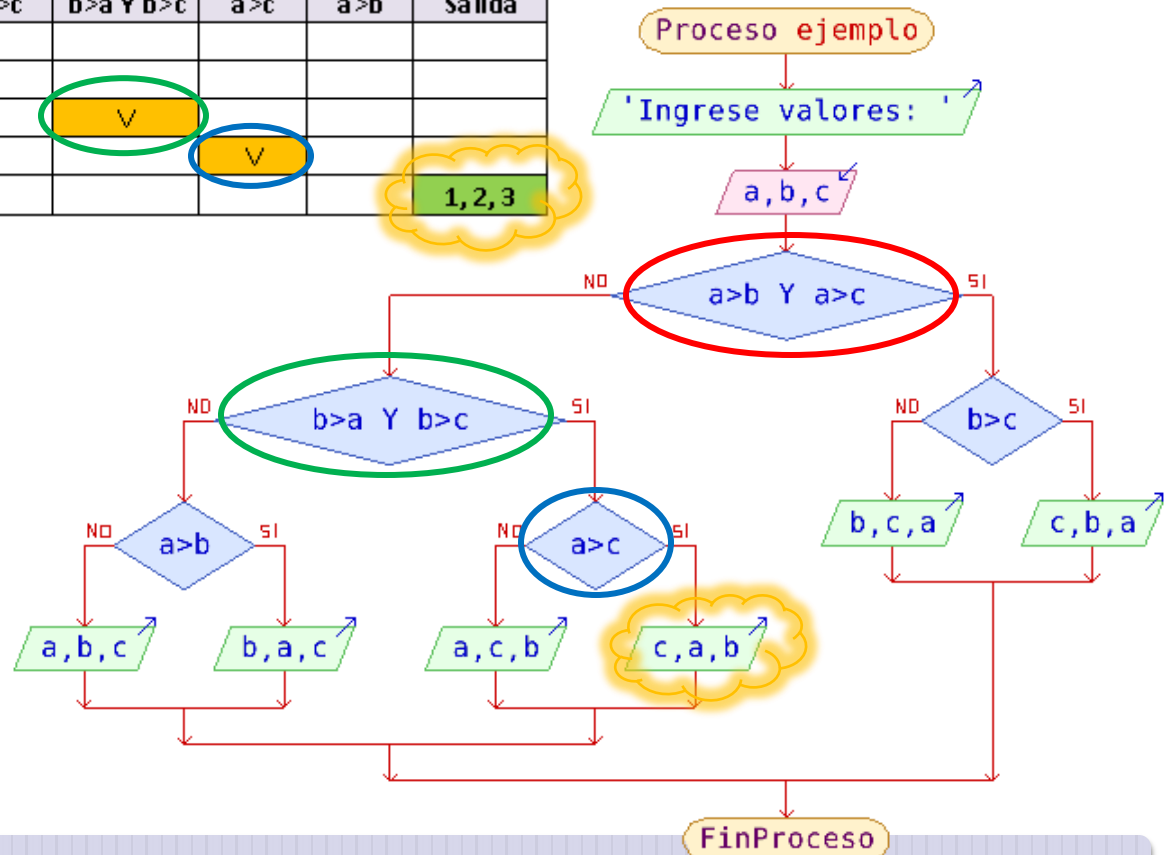 >c b>a Y b>c a>c a>b Salida
V
V
1,2,3
Proceso ejemplo
'Ingrese valores: '
a,b,c
a>b Y a>c
NO
SI
b>a Y b>c
NO
SI
b>c
NO
SI
a>b
NO
SI
a>c
NO
SI
b,c,a
c,b,a
a,b,c
b,a,c
a,c,b
c,a,b
FinProceso